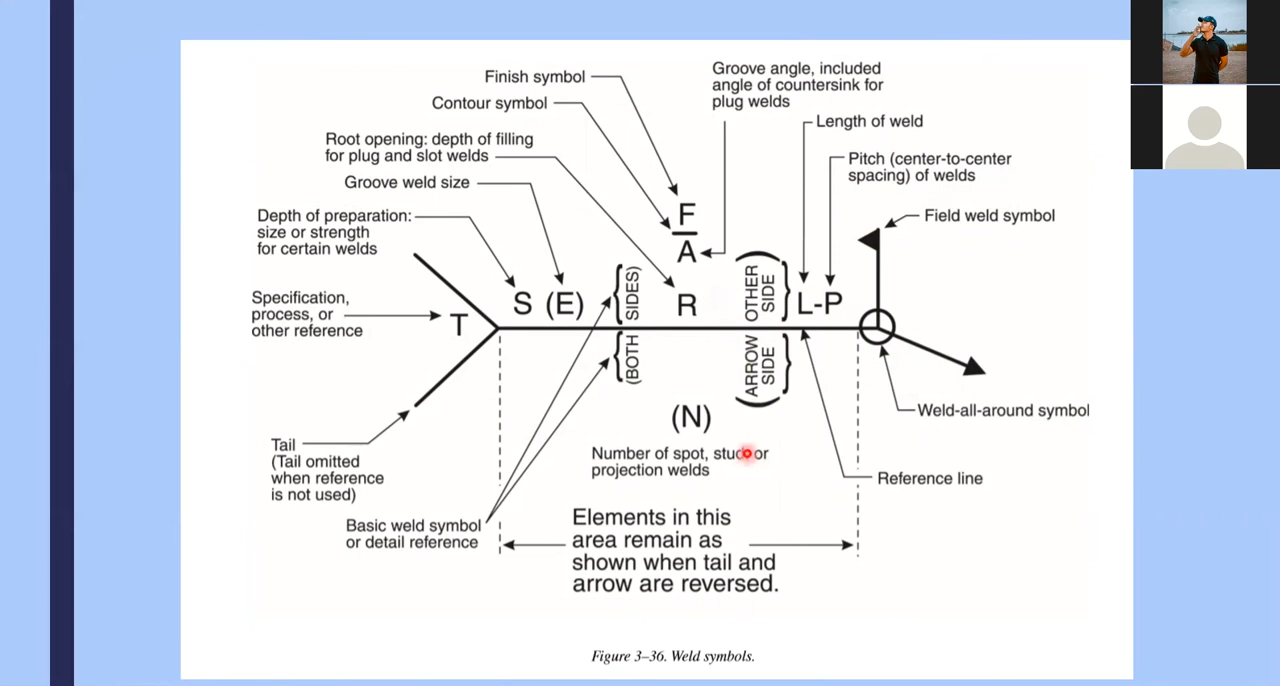 Finish symbol
Contour symbol
Root opening: depth of filling
for plug and slot welds
Groove weld size
Depth of preparation:
size or strength
for certain welds
Specification,
process, or
other reference
Groove angle, included
angle of countersink for
plug welds
Length of weld
Pitch (center-to-center
spacing) of welds
Field weld symbol
F
A
T
S (E)
(BOTH SIDES)
R
(ARROW SIDE
OTHER SIDE)
L-P
(N)
Number of spot, stud or
projection welds
Weld-all-around symbol
Reference line
Tail
(Tail omitted
when reference
is not used)
Basic weld symbol
or detail reference
Elements in this
area remain as
shown when tail and
arrow are reversed.
Figure 3–36. Weld symbols.